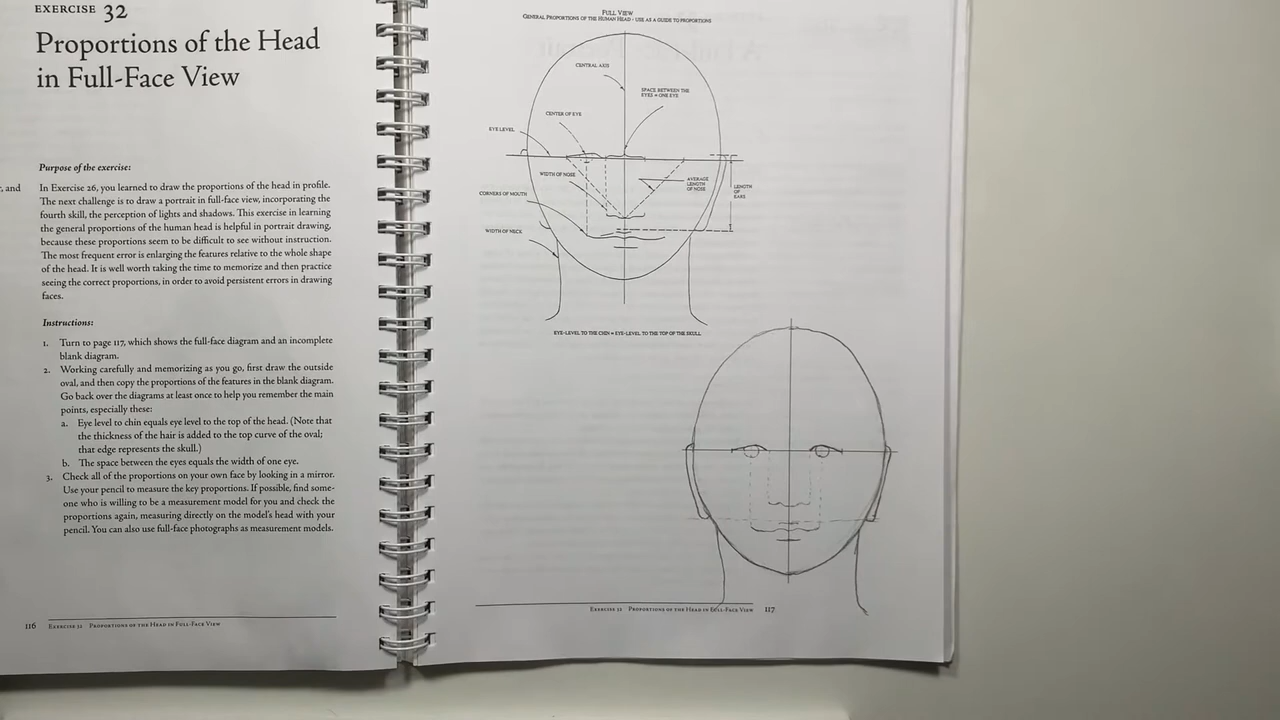 EXERCISE 32
Proportions of the Head
in Full-Face View
Purpose of the exercise:
, and
In Exercise 26, you learned to draw the proportions of the head in profile.
The next challenge is to draw a portrait in full-face view, incorporating the
fourth skill, the perception of lights and shadows. This exercise in learning
the general proportions of the human head is helpful in portrait drawing,
because these proportions seem to be difficult to see without instruction.
The most frequent error is enlarging the features relative to the whole shape
of the head. It is well worth taking the time to memorize and then practice
seeing the correct proportions, in order to avoid persistent errors in drawing
faces.
Instructions:
1. Turn to page 117, which shows the full-face diagram and an incomplete
blank diagram.
2. Working carefully and memorizing as you go, first draw the outside
oval, and then copy the proportions of the features in the blank diagram.
Go back over the diagrams at least once to help you remember the main
points, especially these:
a. Eye level to chin equals eye level to the top of the head. (Note that
the thickness of the hair is added to the top curve of the oval;
that edge represents the skull.)
b. The space between the eyes equals the width of one eye.
3. Check all of the proportions on your own face by looking in a mirror.
Use your pencil to measure the key proportions. If possible, find some-
one who is willing to be a measurement model for you and check the
proportions again, measuring directly on the model's head with your
pencil. You can also use full-face photographs as measurement models.
116 EXERCISE 32 PROPORTIONS OF THE HEAD IN FULL-FACE VIEW
FULL VIEW
GENERAL PROPORTIONS OF THE HUMAN HEAD - USE AS A GUIDE TO PROPORTIONS
CENTRAL AXIS
SPACE BETWEEN THE
EYES = ONE EYE
CENTER OF EYE
EYE LEVEL
WIDTH OF NOSE
AVERAGE
LENGTH
OF NOSE
LENGTH
OF
EARS
CORNERS OF MOUTH
WIDTH OF NECK
EYE-LEVEL TO THE CHIN = EYE-LEVEL TO THE TOP OF THE SKULL
EXERCISE 32 PROPORTIONS OF THE HEAD IN FULL-FACE VIEW 117